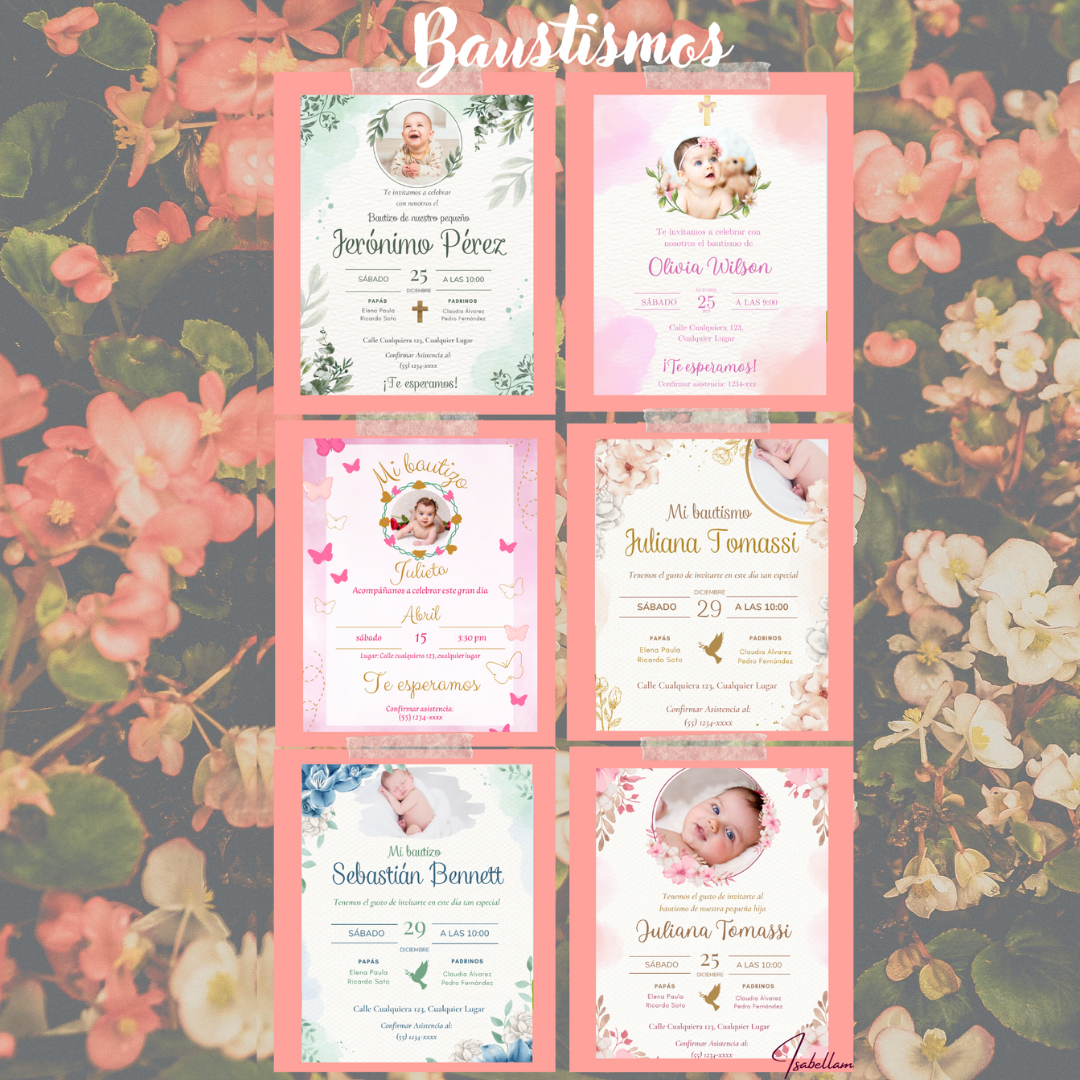 Baustismos
Te invitamos a celebrar
con nosotros el
Bautizo de nuestro pequeño
Jerónimo Pérez
SÁBADO 25 A LAS 10:00
DICIEMBRE
PAPÁS PADRINOS
Elena Paula Claudia Álvarez
Ricardo Soto Pedro Fernández
Calle Cualquiera 123, Cualquier Lugar
Confirmar Asistencia al:
(55) 1234-xxxx
¡Te esperamos!
Te invitamos a celebrar con
nosotros el bautismo de
Olivia Wilson
SÁBADO 25 A LAS 9:00
Calle Cualquiera 123,
Cualquier Lugar
¡Te esperamos!
Confirmar asistencia: 1234-xxx
Mi bautizo
Julieta
Acompáñanos a celebrar este gran día
Abril
sábado 15 3:30 pm
Lugar: Calle cualquiera 123, cualquier lugar
Te esperamos
Confirmar asistencia:
(55) 1234-xxxx
Mi bautismo
Juliana Tomassi
Tenemos el gusto de invitarte en este día tan especial
DICIEMBRE
SÁBADO 29 A LAS 10:00
PAPÁS PADRINOS
Elena Paula Claudia Álvarez
Ricardo Soto Pedro Fernández
Calle Cualquiera 123, Cualquier Lugar
Confirmar Asistencia al:
(55) 1234-xxxx
Mi bautizo
Sebastián Bennett
Tenemos el gusto de invitarte en este día tan especial
SÁBADO 29 A LAS 10:00
DICIEMBRE
PAPÁS PADRINOS
Elena Paula Claudia Álvarez
Ricardo Soto Pedro Fernández
Calle Cualquiera 123, Cualquier Lugar
Confirmar Asistencia al:
(55) 1234-xxxx
Tenemos el gusto de invitarte al
bautismo de nuestra pequeña hija
Juliana Tomassi
SÁBADO 25 A LAS 10:00
DICIEMBRE
PAPÁS PADRINOS
Elena Paula Claudia Álvarez
Ricardo Soto Pedro Fernández
Calle Cualquiera 123, Cualquier Lugar
Confirmar Asistencia al:
(55) 1234-xxxx
Isabellam